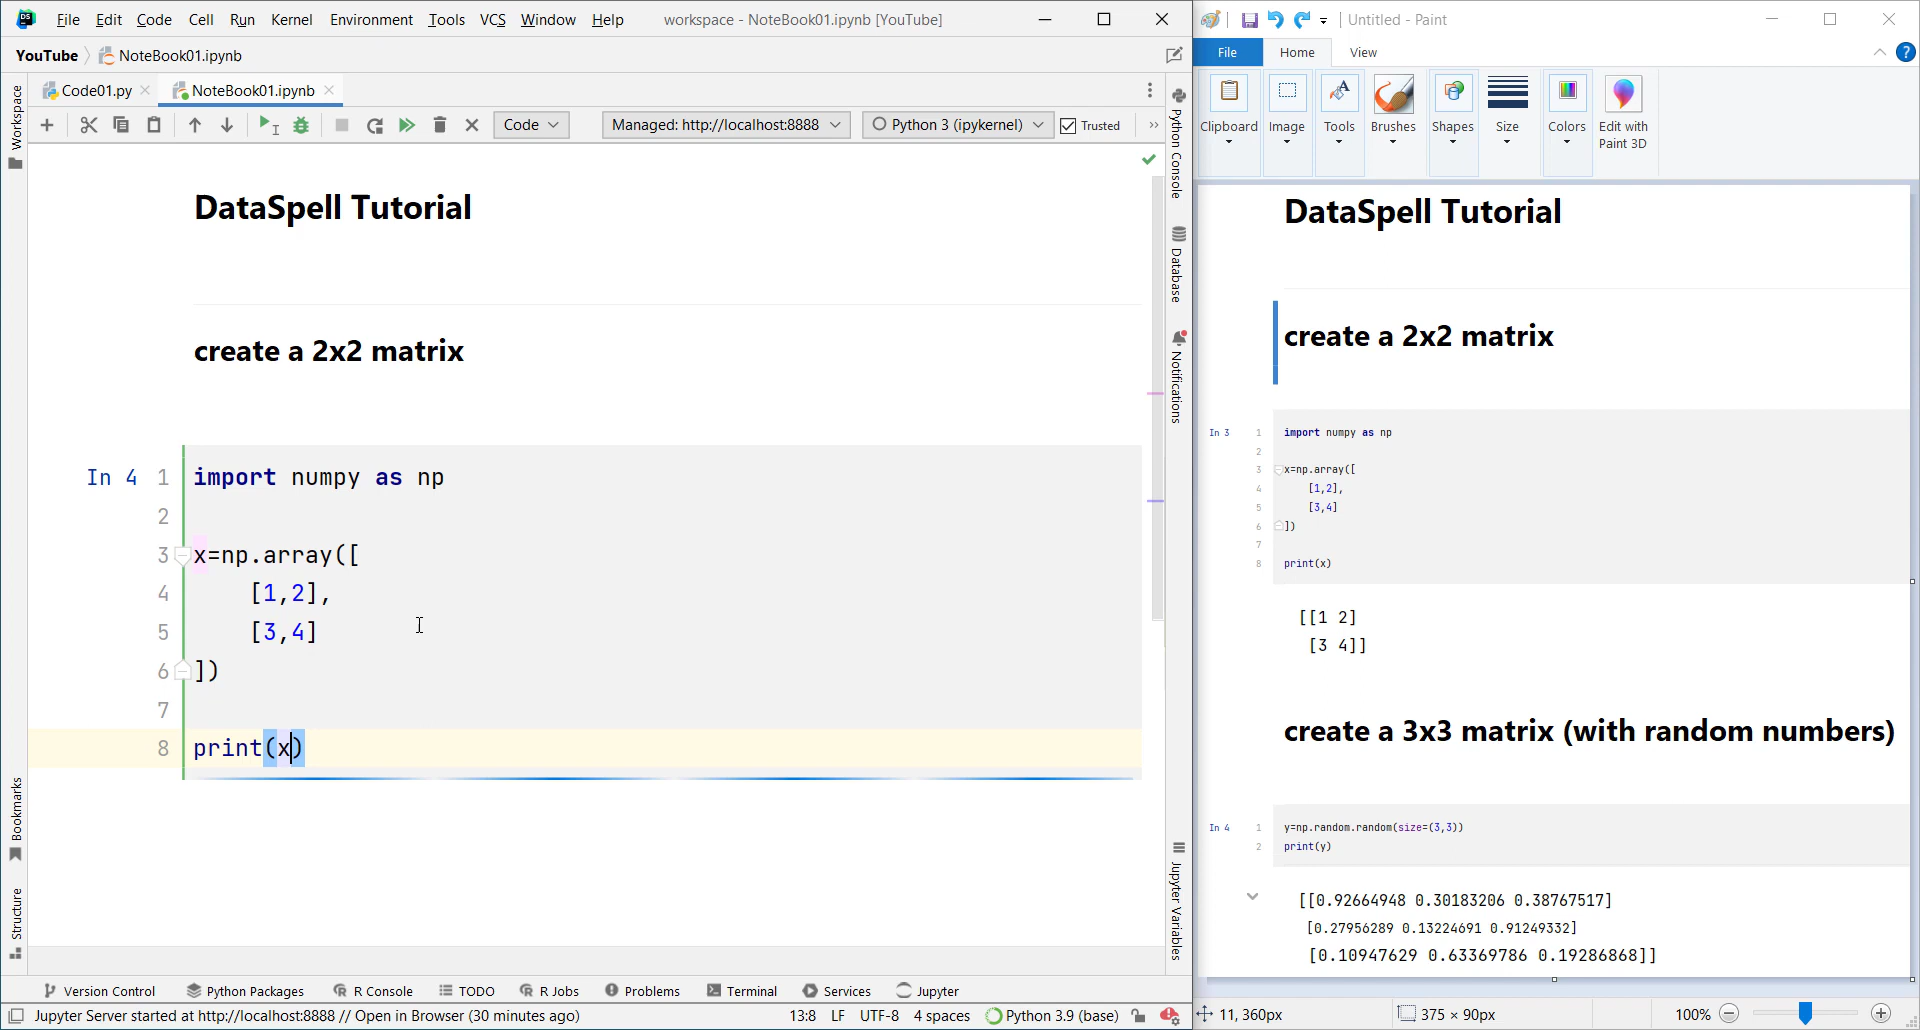 File Edit Code Cell Run Kernel Environment Tools VCS Window Help workspace - NoteBook01.ipynb [YouTube]
YouTube NoteBook01.ipynb
Code01.py NoteBook01.ipynb
Code Managed: http://localhost:8888 Python 3 (ipykernel) Trusted
Workspace
Bookmarks
Structure
DataSpell Tutorial
create a 2x2 matrix
In 4 1 import numpy as np
2
3 x=np.array([
4 [1,2],
5 [3,4]
6 ])
7
8 print(x)
Python Console
Database
Notifications
Jupyter Variables
Version Control Python Packages R Console TODO R Jobs Problems Terminal Services Jupyter
Jupyter Server started at http://localhost:8888 // Open in Browser (30 minutes ago) 13:8 LF UTF-8 4 spaces Python 3.9 (base)
Untitled - Paint
File Home View
Clipboard Image Tools Brushes Shapes Size Colors Edit with
Paint 3D
DataSpell Tutorial
create a 2x2 matrix
In 3 1 import numpy as np
2
3 x=np.array([
4 [1,2],
5 [3,4]
6 ])
7
8 print(x)
[[1 2]
[3 4]]
create a 3x3 matrix (with random numbers)
In 4 1 y=np.random.random(size=(3,3))
2 print(y)
[[0.92664948 0.30183206 0.38767517]
[0.27956289 0.13224691 0.91249332]
[0.10947629 0.63369786 0.19286868]]
11, 360px 375 × 90px 100%